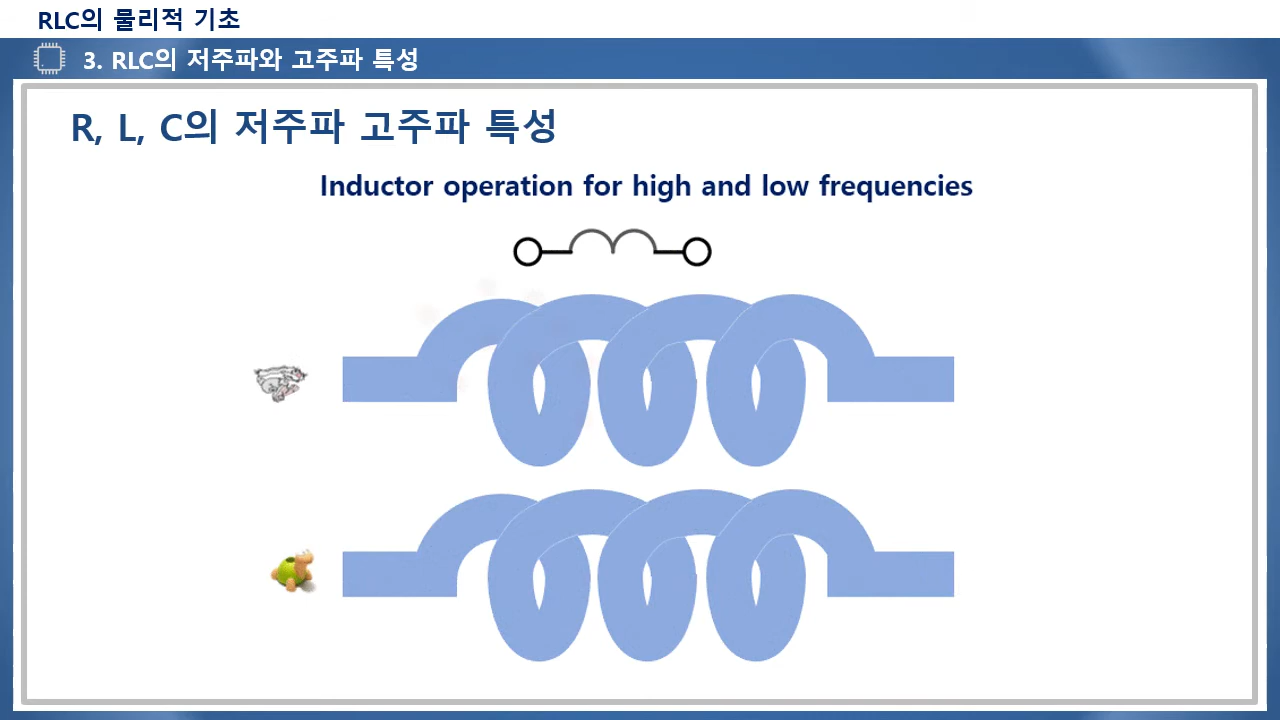 RLC의 물리적 기초
3. RLC의 저주파와 고주파 특성
R, L, C의 저주파 고주파 특성
Inductor operation for high and low frequencies